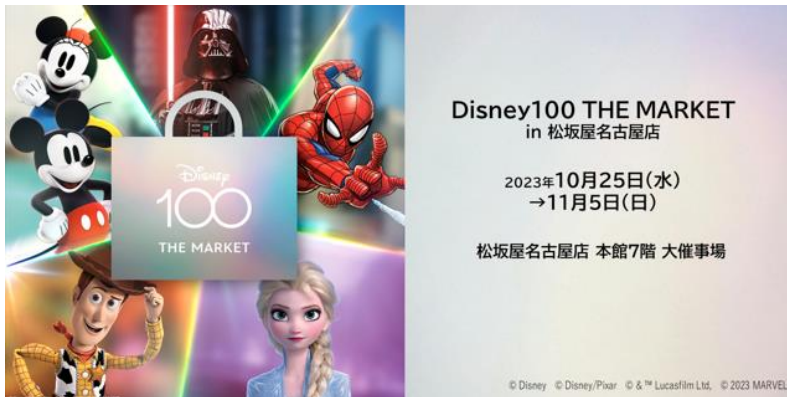 Disney
100
THE MARKET
Disney100 THE MARKET
in 松坂屋名古屋店
2023年10月25日(水)
→11月5日(日)
松坂屋名古屋店 本館7階 大催事場
© Disney © Disney/Pixar © & ™ Lucasfilm Ltd, © 2023 MARVEL